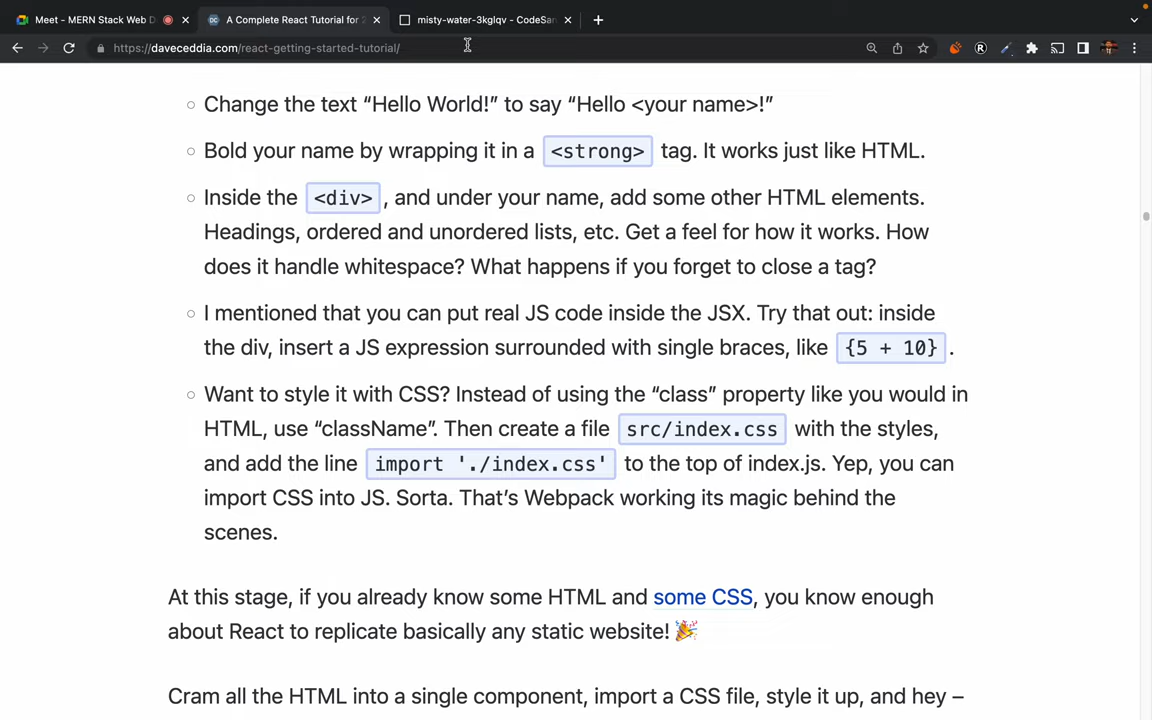 Meet - MERN Stack Web D
A Complete React Tutorial for 2
misty-water-3kglqv - CodeSan
https://daveceddia.com/react-getting-started-tutorial/
Change the text “Hello World!” to say “Hello <your name>!”
Bold your name by wrapping it in a <strong> tag. It works just like HTML.
Inside the <div>, and under your name, add some other HTML elements.
Headings, ordered and unordered lists, etc. Get a feel for how it works. How
does it handle whitespace? What happens if you forget to close a tag?
I mentioned that you can put real JS code inside the JSX. Try that out: inside
the div, insert a JS expression surrounded with single braces, like {5 + 10}.
Want to style it with CSS? Instead of using the “class” property like you would in
HTML, use “className”. Then create a file src/index.css with the styles,
and add the line import './index.css' to the top of index.js. Yep, you can
import CSS into JS. Sorta. That’s Webpack working its magic behind the
scenes.
At this stage, if you already know some HTML and some CSS, you know enough
about React to replicate basically any static website! 🎉
Cram all the HTML into a single component, import a CSS file, style it up, and hey –